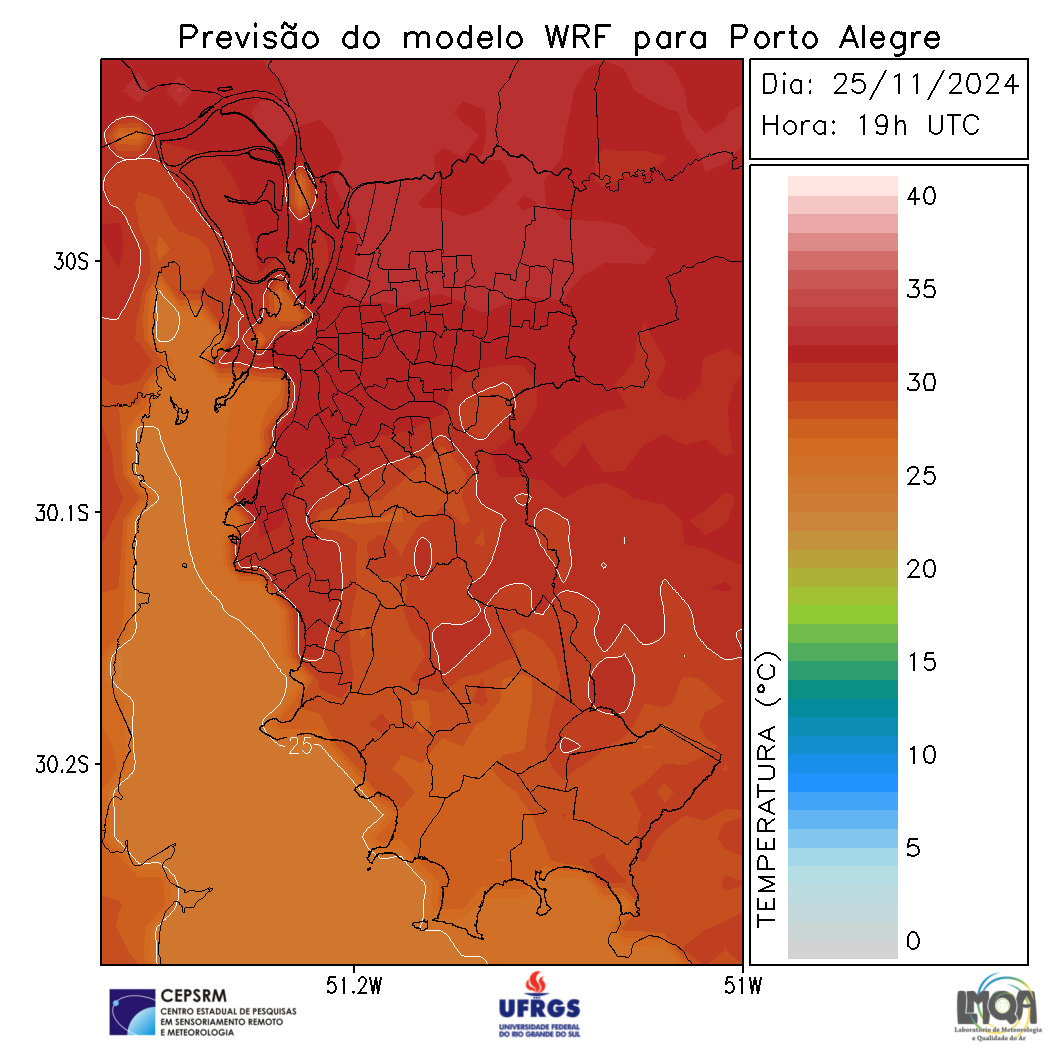 Previsão do modelo WRF para Porto Alegre
Dia: 25/11/2024
Hora: 19h UTC
30S
30.1S
30.2S
51.2W
51W
25
40
35
30
25
20
15
10
5
0
TEMPERATURA (°C)
CEPSRM
CENTRO ESTADUAL DE PESQUISAS
EM SENSORIAMENTO REMOTO
E METEOROLOGIA
UFRGS
UNIVERSIDADE FEDERAL
DO RIO GRANDE DO SUL
LMQA
Laboratório de Meteorologia
e Qualidade do Ar